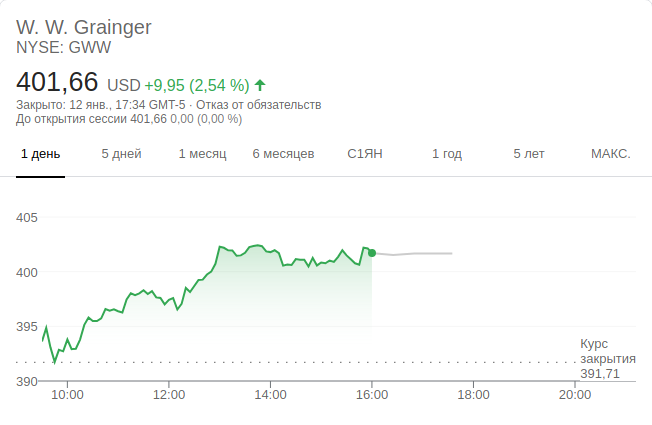 W. W. Grainger
NYSE: GWW
401,66 USD +9,95 (2,54 %)
Закрыто: 12 янв., 17:34 GMT-5 · Отказ от обязательств
До открытия сессии 401,66 0,00 (0,00 %)
1 день 5 дней 1 месяц 6 месяцев С1ЯН 1 год 5 лет МАКС.
405
400
395
Курс
закрытия
391,71
390
10:00 12:00 14:00 16:00 18:00 20:00